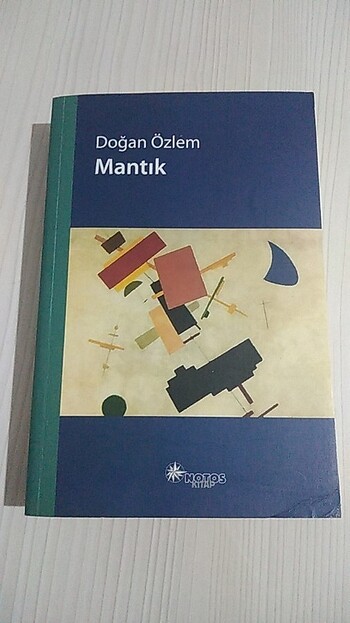 Doğan Özlem
Mantık
NOTOS
KİTAP